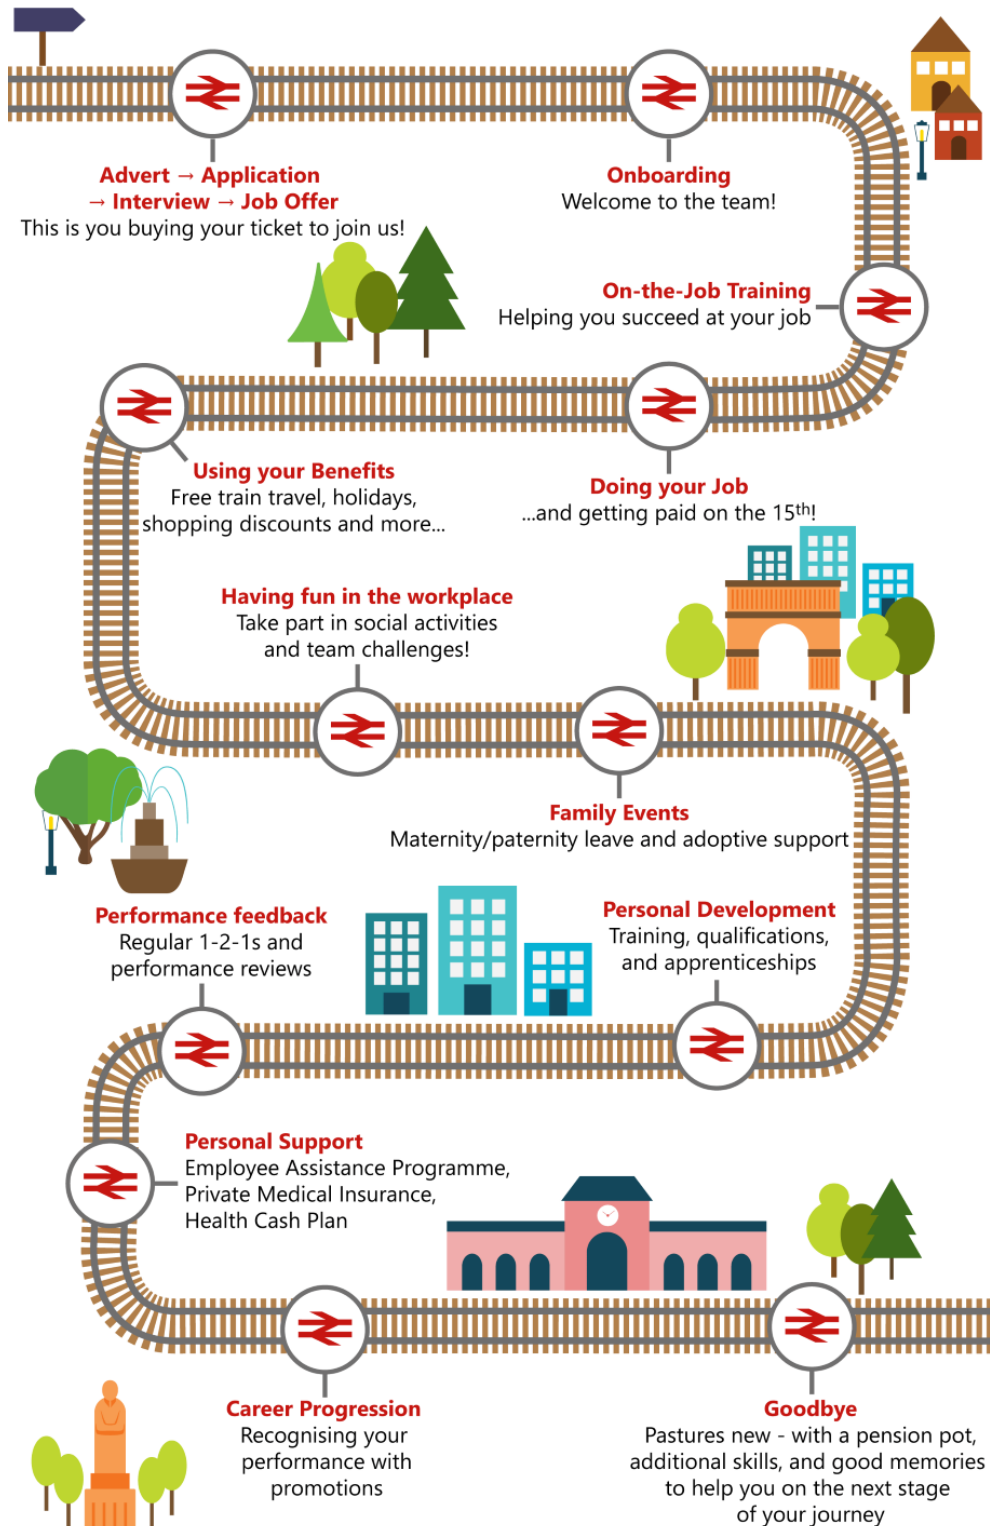 Advert → Application
→ Interview → Job Offer
This is you buying your ticket to join us!
Onboarding
Welcome to the team!
On-the-Job Training
Helping you succeed at your job
Doing your Job
...and getting paid on the 15th!
Using your Benefits
Free train travel, holidays,
shopping discounts and more...
Having fun in the workplace
Take part in social activities
and team challenges!
Family Events
Maternity/paternity leave and adoptive support
Personal Development
Training, qualifications,
and apprenticeships
Performance feedback
Regular 1-2-1s and
performance reviews
Personal Support
Employee Assistance Programme,
Private Medical Insurance,
Health Cash Plan
Career Progression
Recognising your
performance with
promotions
Goodbye
Pastures new - with a pension pot,
additional skills, and good memories
to help you on the next stage
of your journey